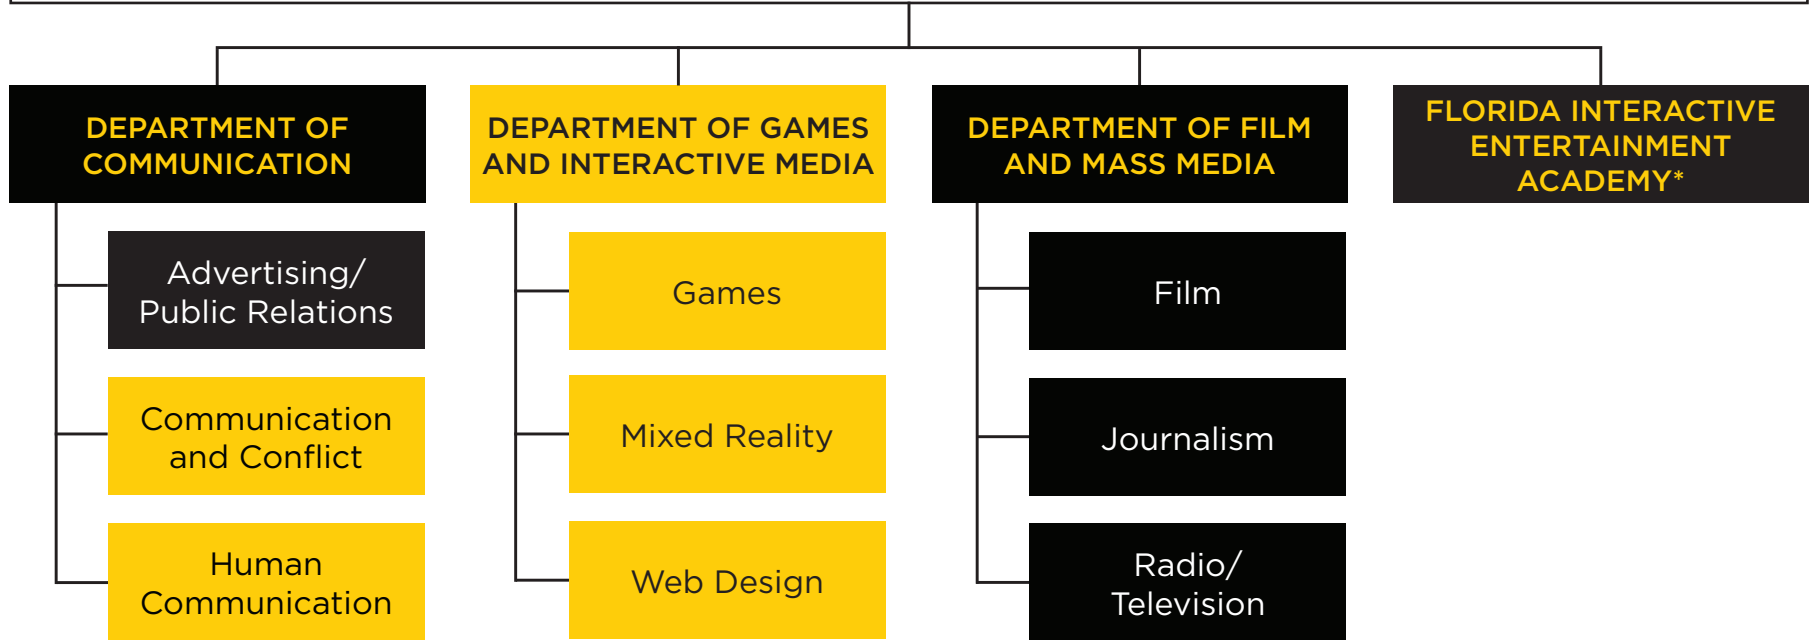 DEPARTMENT OF
COMMUNICATION
Advertising/
Public Relations
Communication
and Conflict
Human
Communication
DEPARTMENT OF GAMES
AND INTERACTIVE MEDIA
Games
Mixed Reality
Web Design
DEPARTMENT OF FILM
AND MASS MEDIA
Film
Journalism
Radio/
Television
FLORIDA INTERACTIVE
ENTERTAINMENT
ACADEMY*